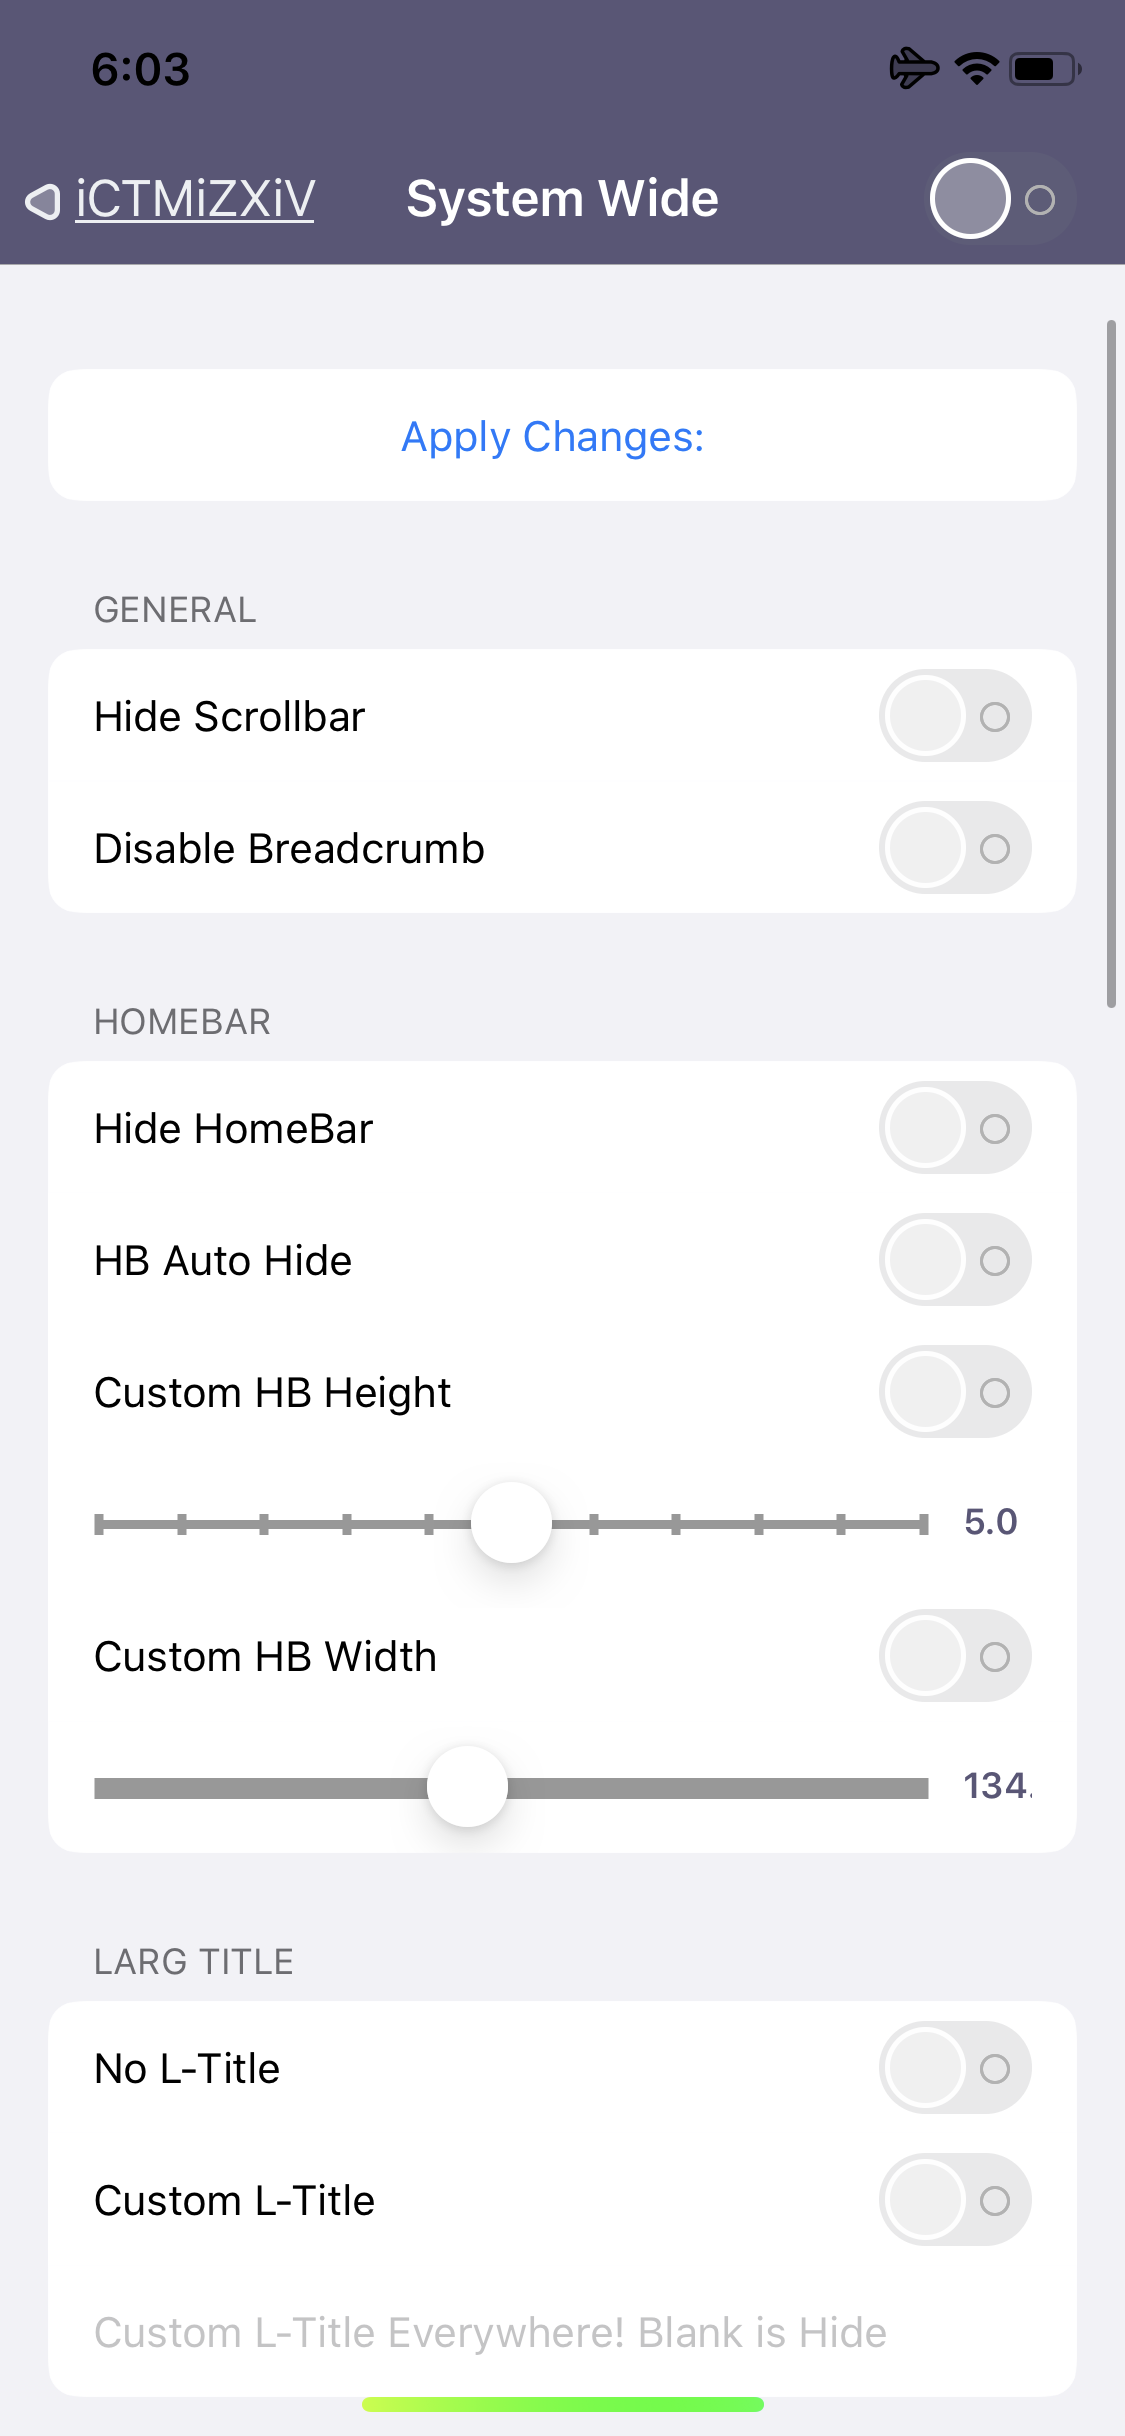 6:03
iCTMiZXiV
System Wide
Apply Changes:
GENERAL
Hide Scrollbar
Disable Breadcrumb
HOMEBAR
Hide HomeBar
HB Auto Hide
Custom HB Height
5.0
Custom HB Width
134.
LARG TITLE
No L-Title
Custom L-Title
Custom L-Title Everywhere! Blank is Hide